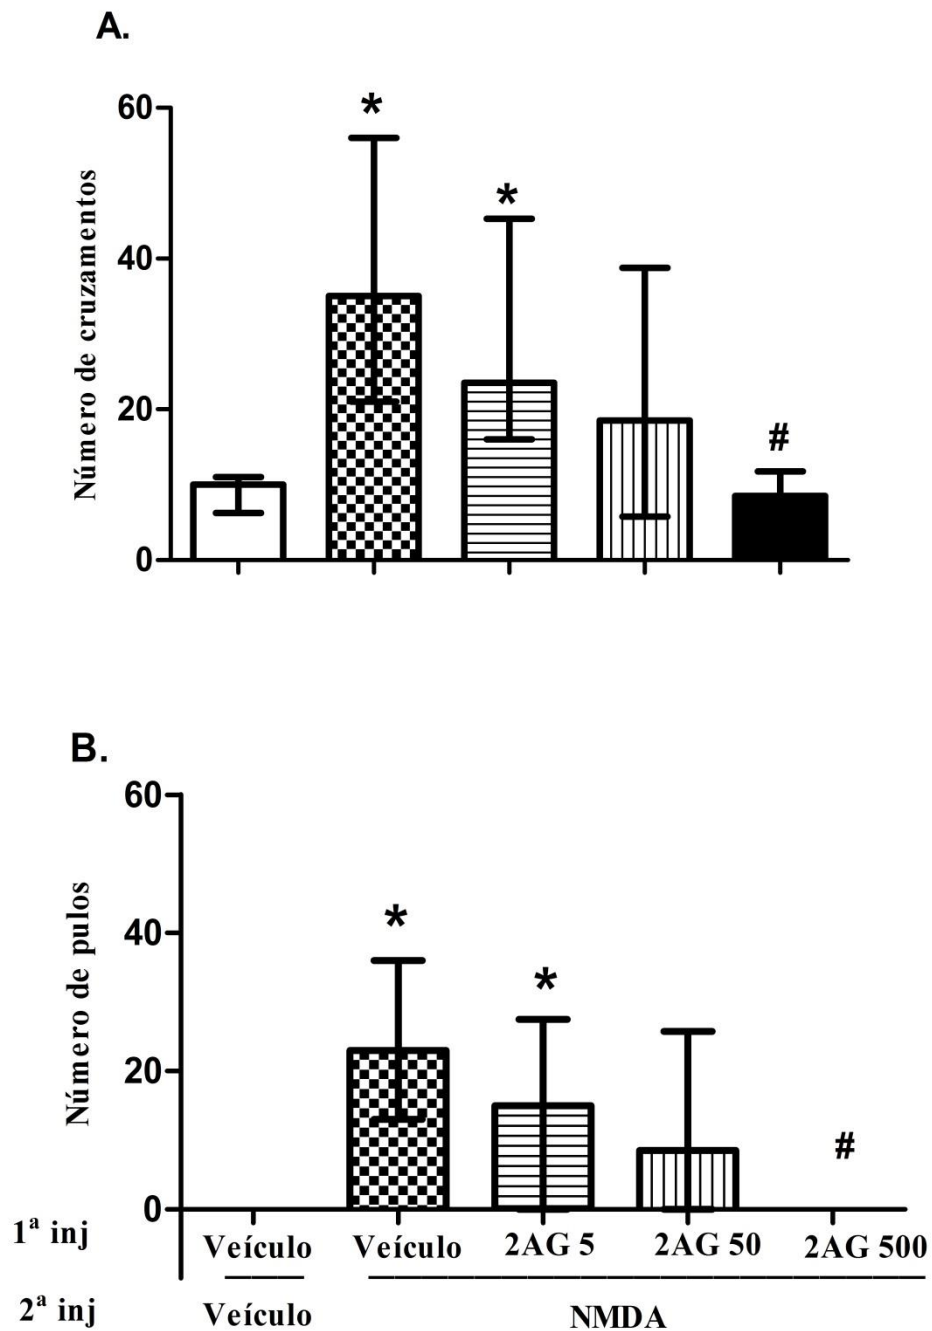 A.
60
40
20
0
Número de cruzamentos
*
*
#
B.
60
40
20
0
Número de pulos
*
*
#
1ª inj Veículo Veículo 2AG 5 2AG 50 2AG 500
2ª inj Veículo NMDA